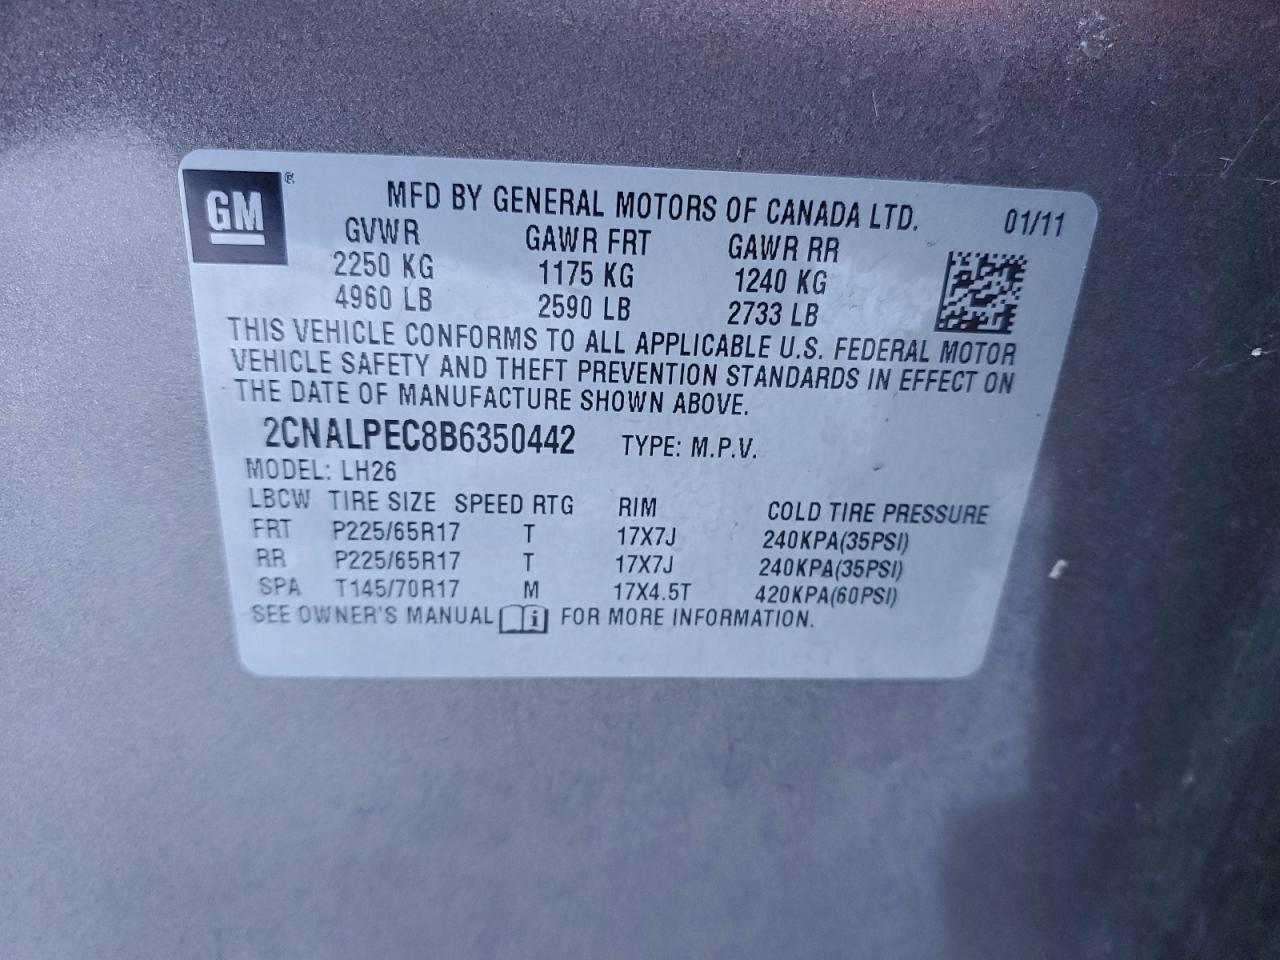 GM®
MFD BY GENERAL MOTORS OF CANADA LTD. 01/11
GVWR GAWR FRT GAWR RR
2250 KG 1175 KG 1240 KG
4960 LB 2590 LB 2733 LB
THIS VEHICLE CONFORMS TO ALL APPLICABLE U.S. FEDERAL MOTOR
VEHICLE SAFETY AND THEFT PREVENTION STANDARDS IN EFFECT ON
THE DATE OF MANUFACTURE SHOWN ABOVE.
2CNALPEC8B6350442 TYPE: M.P.V.
MODEL: LH26
LBCW TIRE SIZE SPEED RTG RIM COLD TIRE PRESSURE
FRT P225/65R17 T 17X7J 240KPA(35PSI)
RR P225/65R17 T 17X7J 240KPA(35PSI)
SPA T145/70R17 M 17X4.5T 420KPA(60PSI)
SEE OWNER'S MANUAL i FOR MORE INFORMATION.